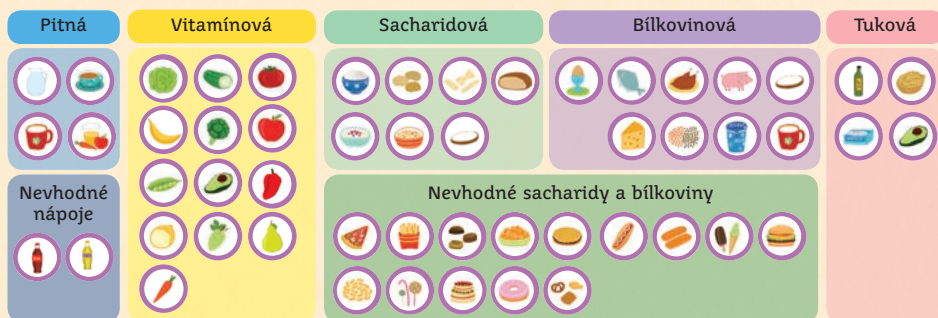 Pitná
Vitamínová
Sacharidová
Bílkovinová
Tuková
Nevhodné
nápoje
Nevhodné sacharidy a bílkoviny